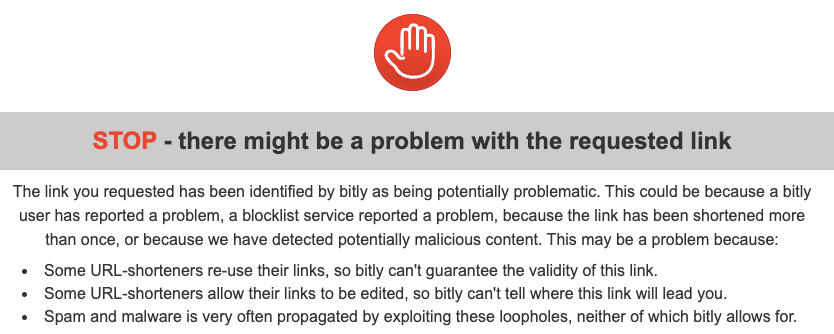 STOP - there might be a problem with the requested link
The link you requested has been identified by bitly as being potentially problematic. This could be because a bitly
user has reported a problem, a blocklist service reported a problem, because the link has been shortened more
than once, or because we have detected potentially malicious content. This may be a problem because:
• Some URL-shorteners re-use their links, so bitly can't guarantee the validity of this link.
• Some URL-shorteners allow their links to be edited, so bitly can't tell where this link will lead you.
• Spam and malware is very often propagated by exploiting these loopholes, neither of which bitly allows for.